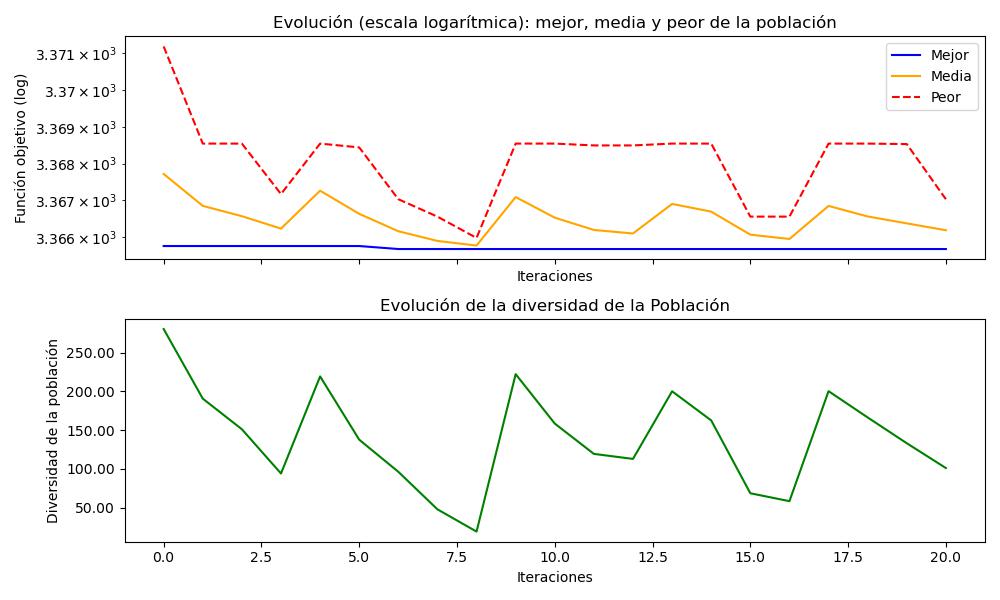 Evolución (escala logarítmica): mejor, media y peor de la población
Función objetivo (log)
3.371 × 10³
3.37 × 10³
3.369 × 10³
3.368 × 10³
3.367 × 10³
3.366 × 10³
Mejor
Media
Peor
Iteraciones
Evolución de la diversidad de la Población
Diversidad de la población
250.00
200.00
150.00
100.00
50.00
0.0 2.5 5.0 7.5 10.0 12.5 15.0 17.5 20.0
Iteraciones